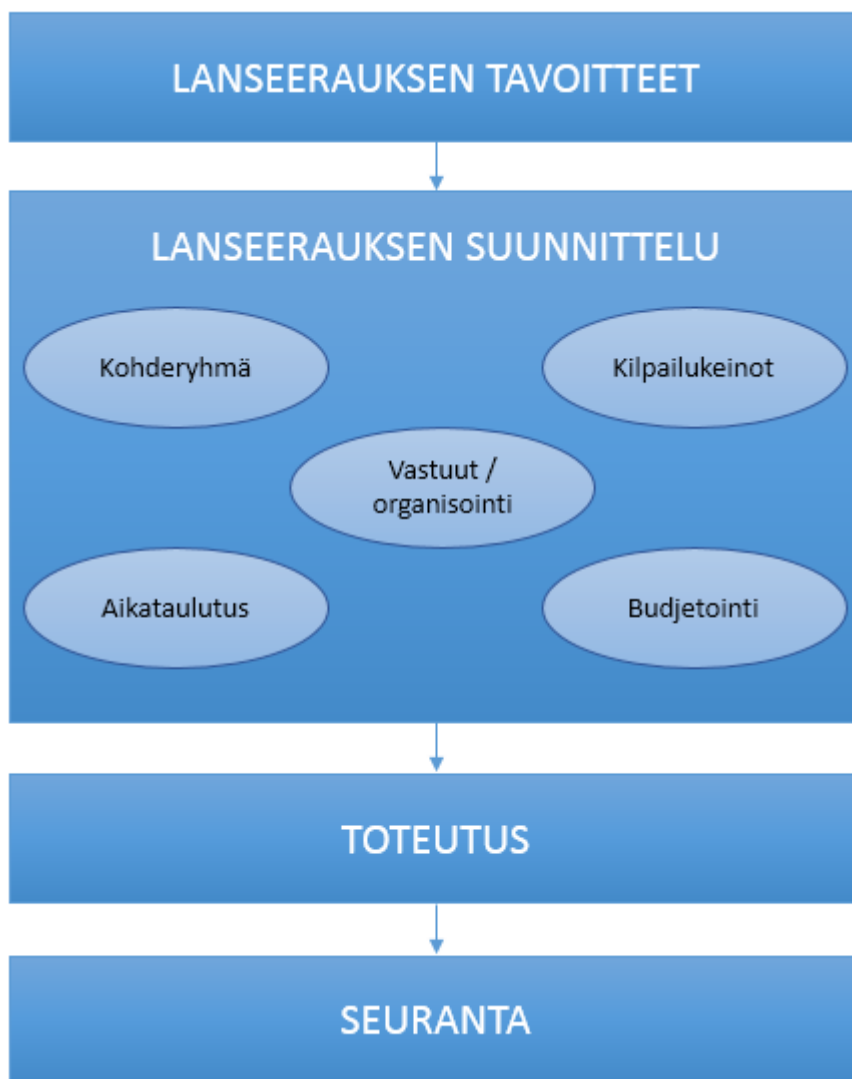 LANSEERAUKSEN TAVOITTEET
LANSEERAUKSEN SUUNNITTELU
Kohderyhmä
Kilpailukeinot
Vastuut /
organisointi
Aikataulutus
Budjetointi
TOTEUTUS
SEURANTA